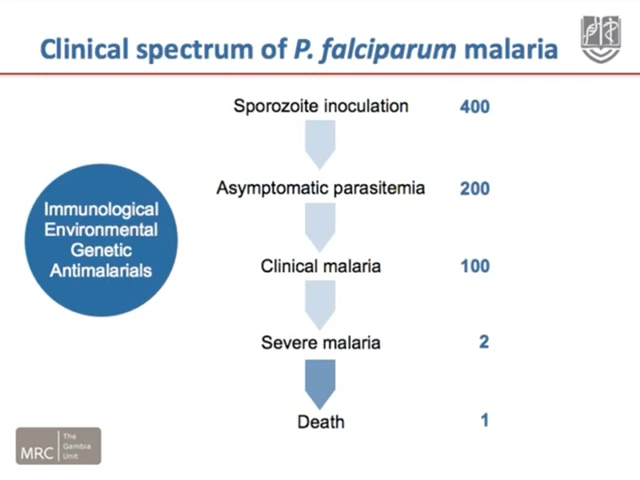 Clinical spectrum of P. falciparum malaria
Sporozoite inoculation 400
Asymptomatic parasitemia 200
Immunological
Environmental
Genetic
Antimalarials
Clinical malaria 100
Severe malaria 2
Death 1
MRC The Gambia Unit